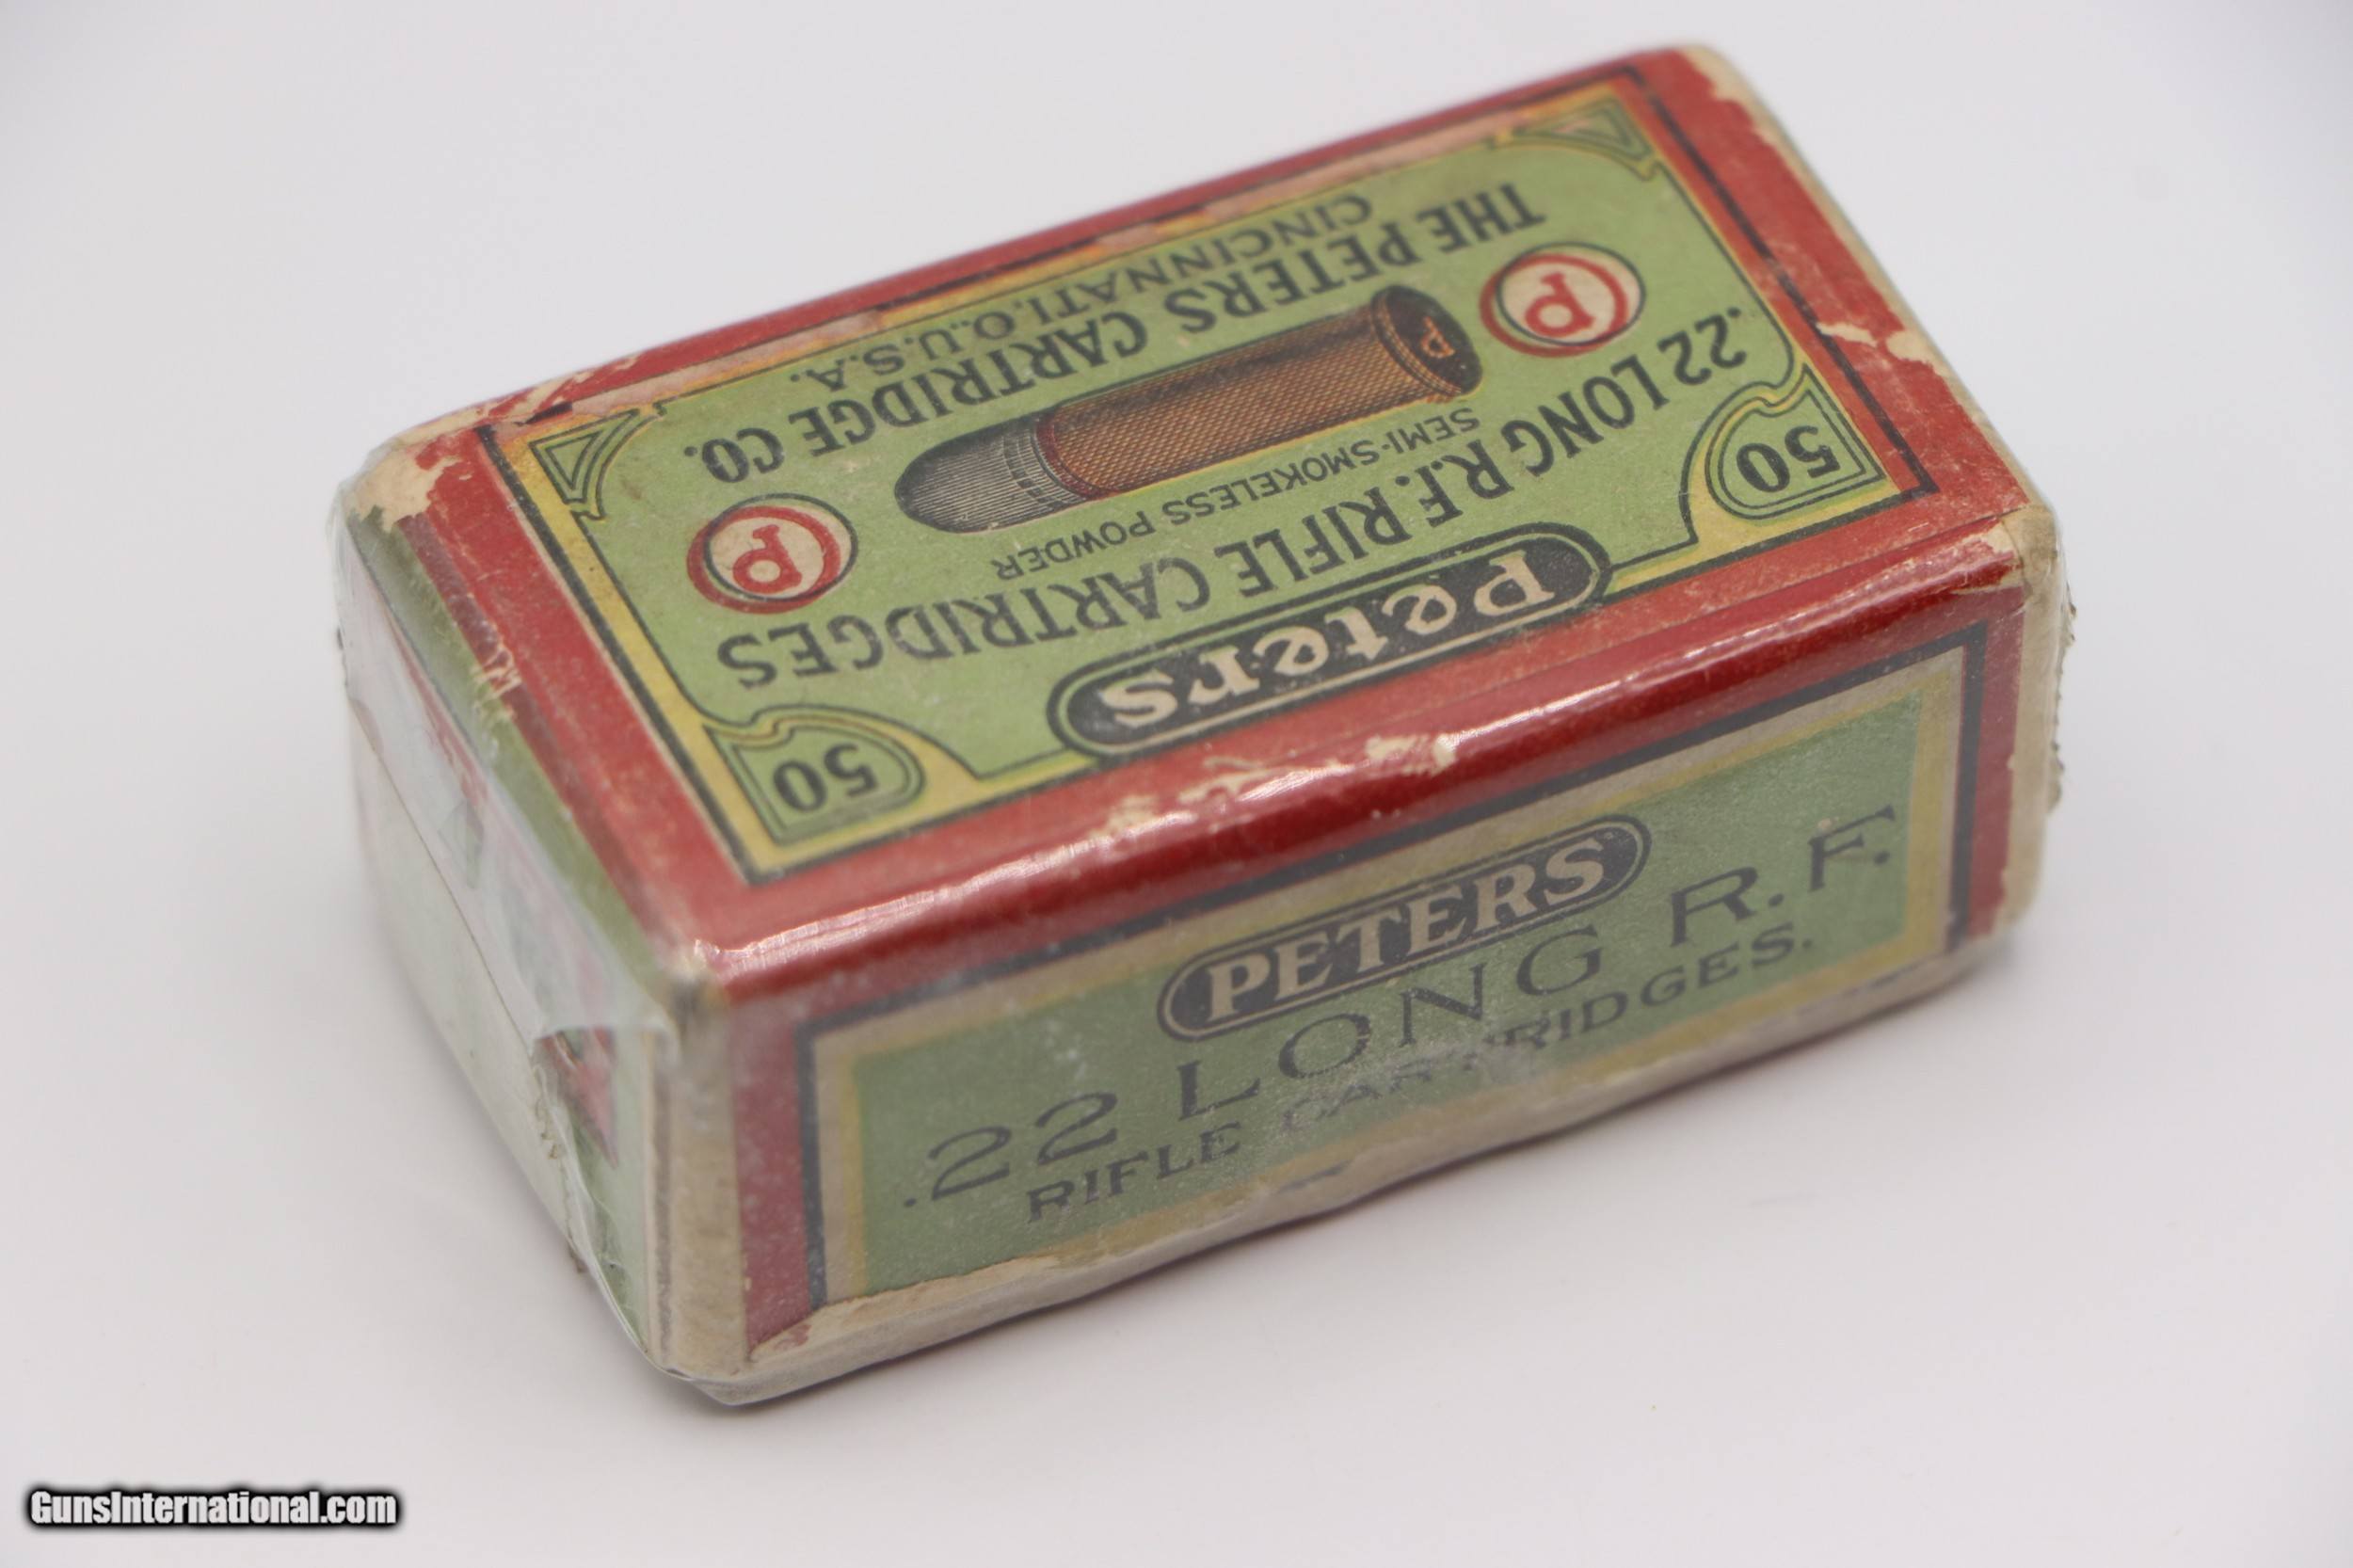 50
Peters
50
.22 LONG R.F. RIFLE CARTRIDGES
SEMI-SMOKELESS POWDER
P
P
P
THE PETERS CARTRIDGE CO.
CINCINNATI.O.,U.S.A.
PETERS
.22 LONG R. F.
RIFLE CARTRIDGES.
GunsInternational.com